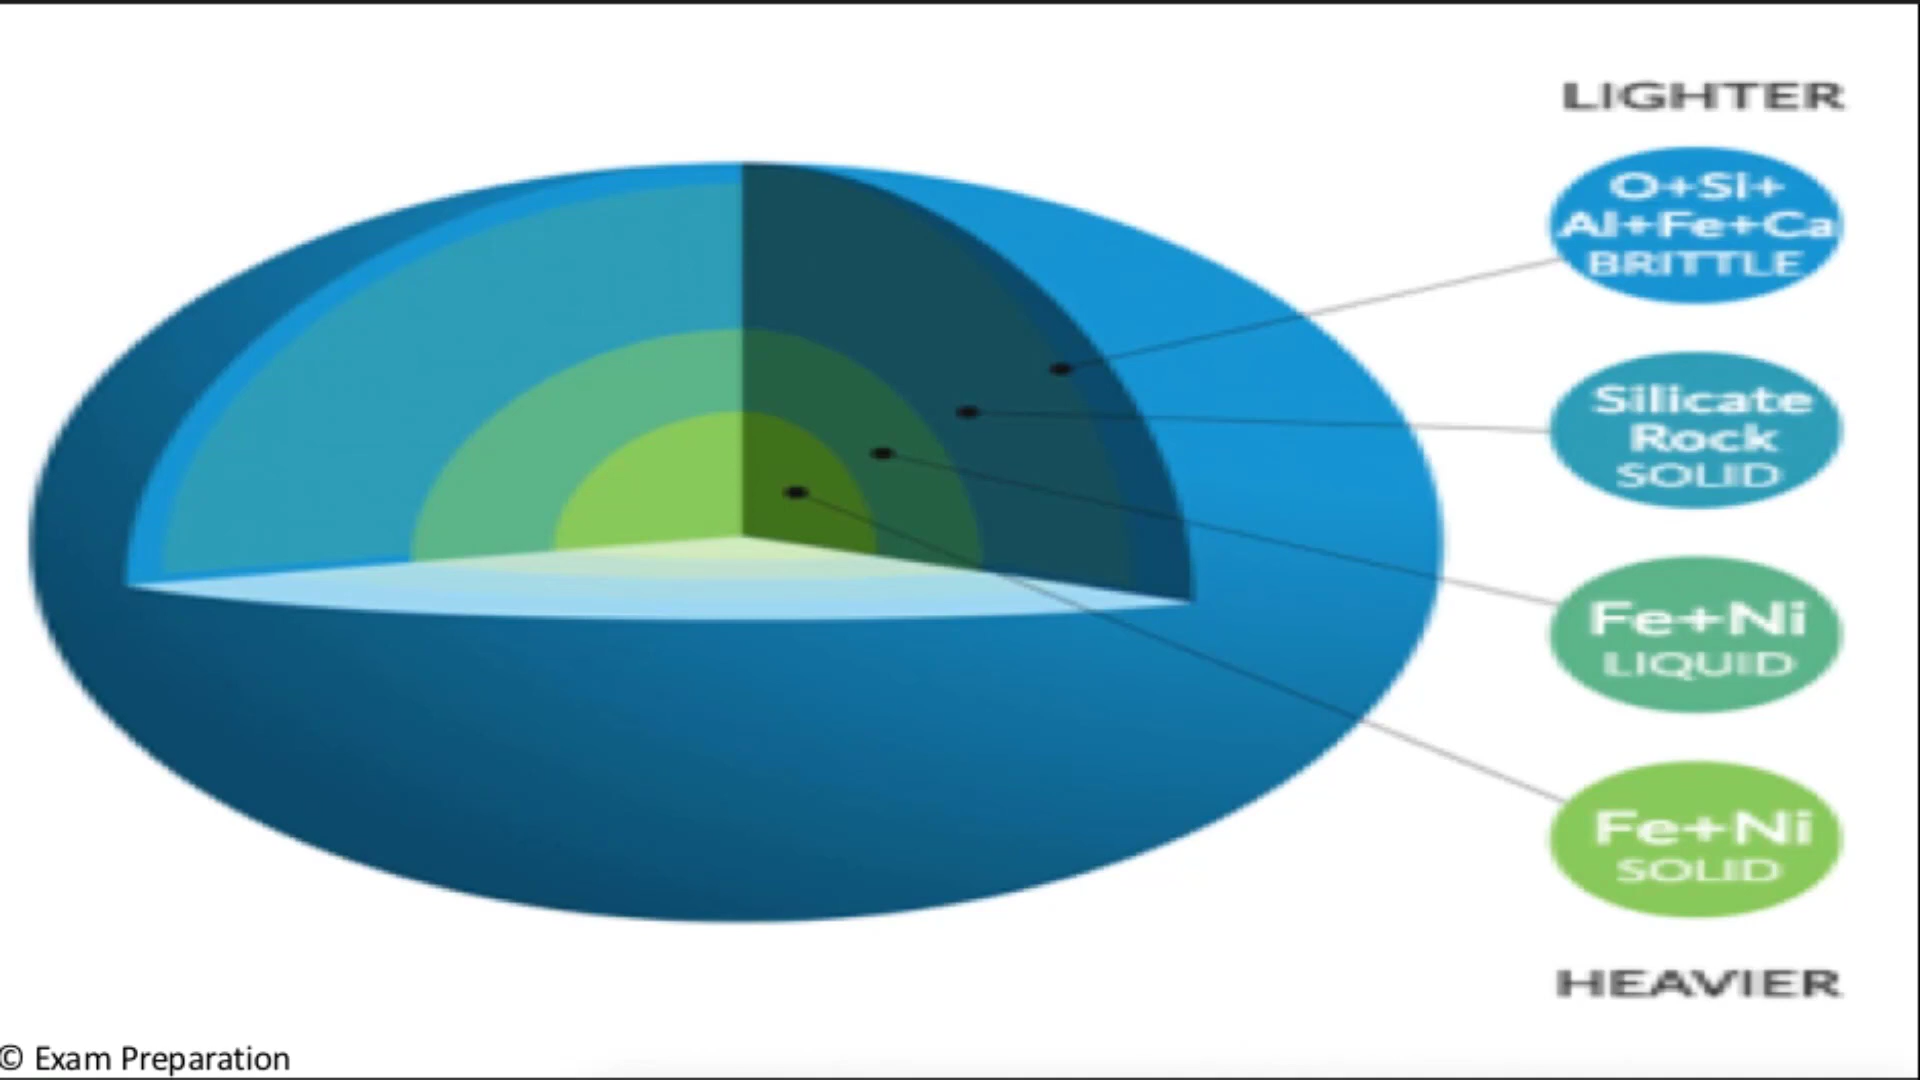 LIGHTER
O+Si+
Al+Fe+Ca
BRITTLE
Silicate
Rock
SOLID
Fe+Ni
LIQUID
Fe+Ni
SOLID
HEAVIER
© Exam Preparation